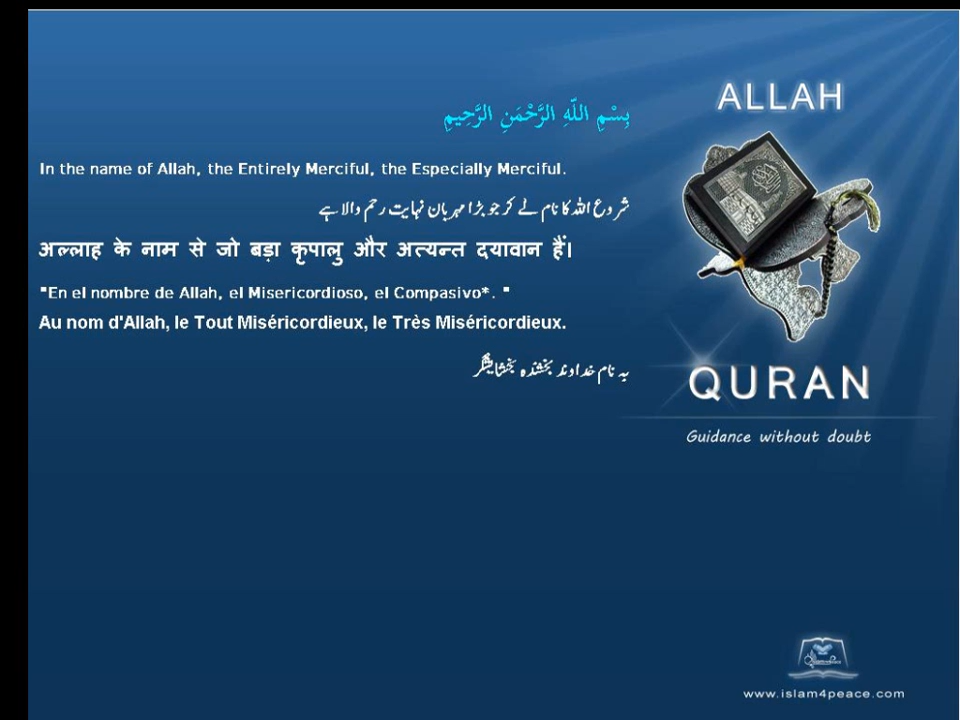 بِسْمِ اللّهِ الرَّحْمَنِ الرَّحِيمِ
In the name of Allah, the Entirely Merciful, the Especially Merciful.
شروع الله کا نام لے کر جو بڑا مہربان نہایت رحم والا ہے
अल्लाह के नाम से जो बड़ा कृपालु और अत्यन्त दयावान हैं।
"En el nombre de Allah, el Misericordioso, el Compasivo*. "
Au nom d'Allah, le Tout Miséricordieux, le Très Miséricordieux.
به نام خداوند بخشنده بخشایشگر
ALLAH
QURAN
Guidance without doubt
www.islam4peace.com